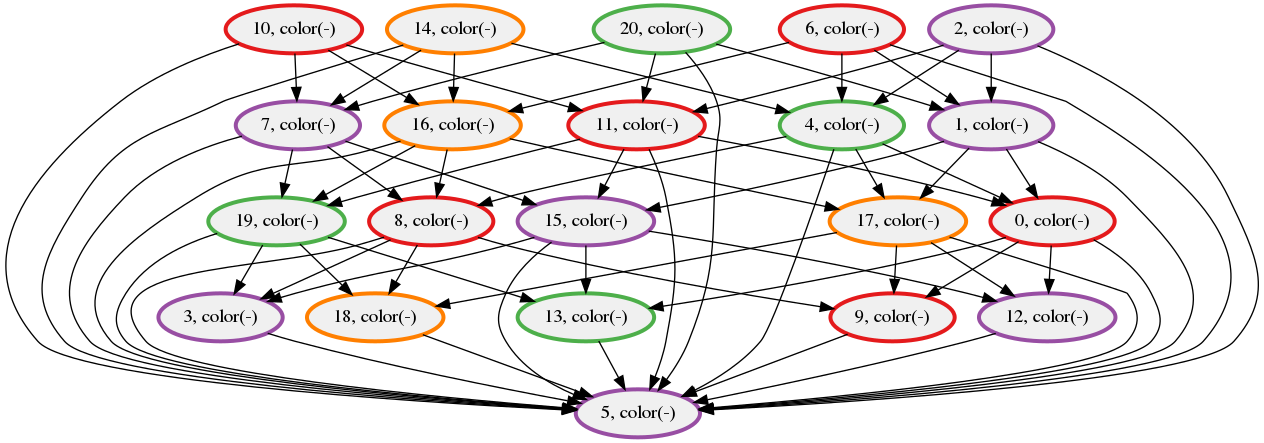 10, color(-)
14, color(-)
20, color(-)
6, color(-)
2, color(-)
7, color(-)
16, color(-)
11, color(-)
4, color(-)
1, color(-)
19, color(-)
8, color(-)
15, color(-)
17, color(-)
0, color(-)
3, color(-)
18, color(-)
13, color(-)
9, color(-)
12, color(-)
5, color(-)